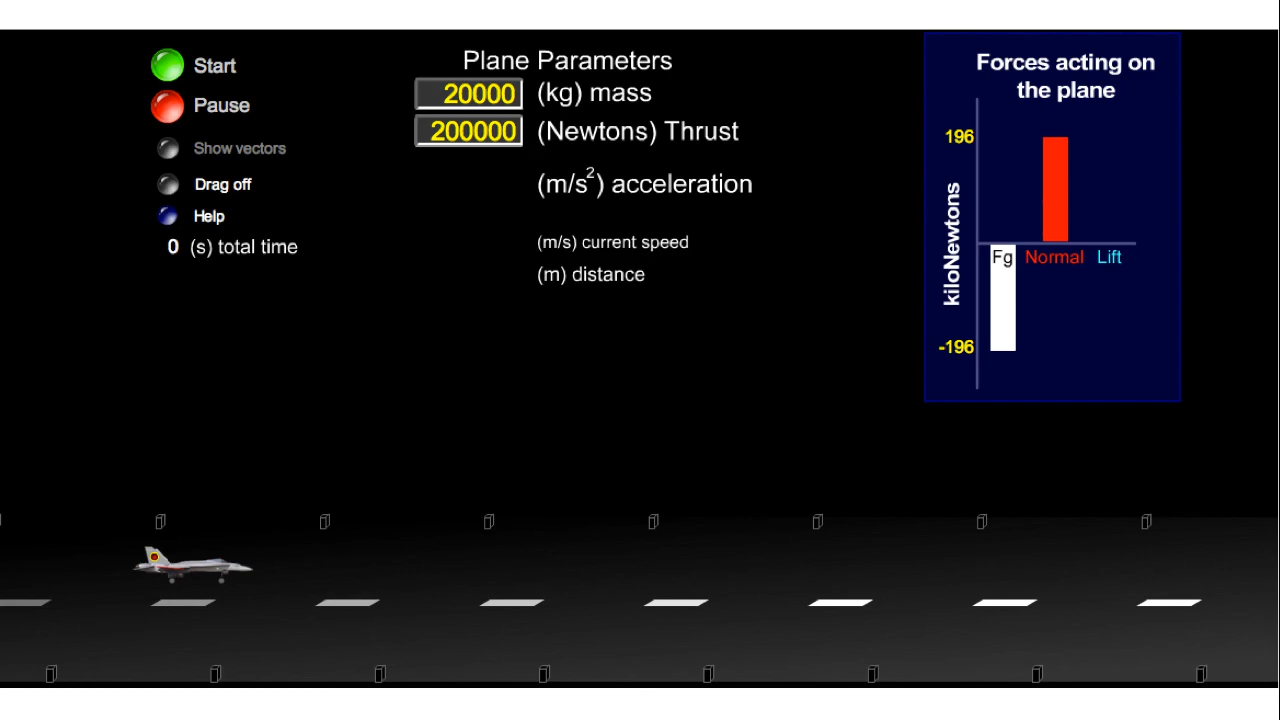 Start
Pause
Show vectors
Drag off
Help
0 (s) total time
Plane Parameters
20000 (kg) mass
200000 (Newtons) Thrust
(m/s²) acceleration
(m/s) current speed
(m) distance
Forces acting on
the plane
196
kiloNewtons
Fg Normal Lift
-196